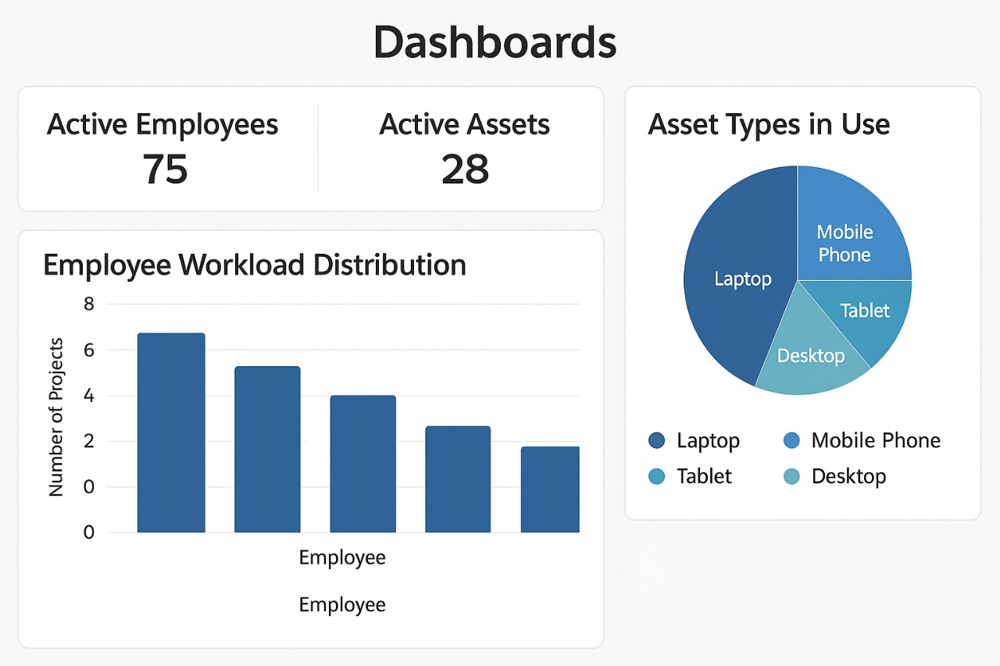 Dashboards
Active Employees
75
Active Assets
28
Employee Workload Distribution
Number of Projects
8
6
4
2
0
0
Employee
Employee
Asset Types in Use
Mobile
Phone
Laptop
Tablet
Desktop
Laptop
Mobile Phone
Tablet
Desktop